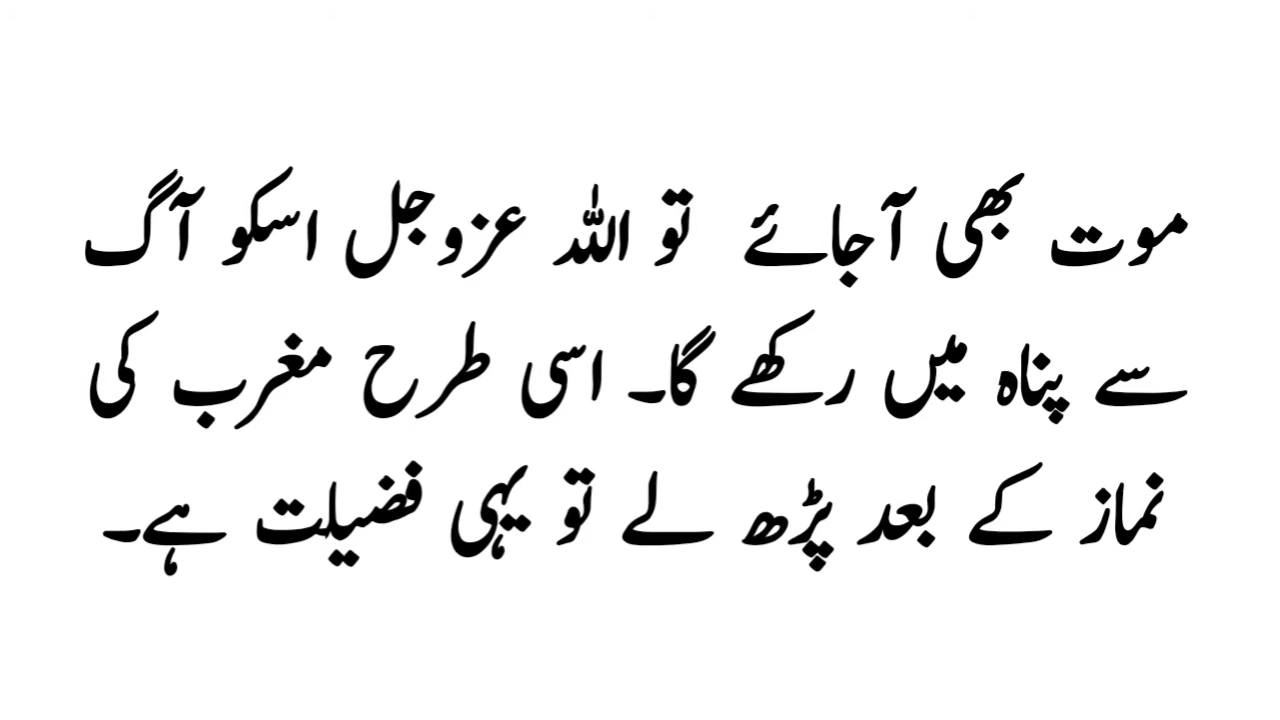 موت بھی آجائے تو اللہ عزوجل اسکو آگ
سے پناہ میں رکھے گا۔ اسی طرح مغرب کی
نماز کے بعد پڑھ لے تو یہی فضیلت ہے۔